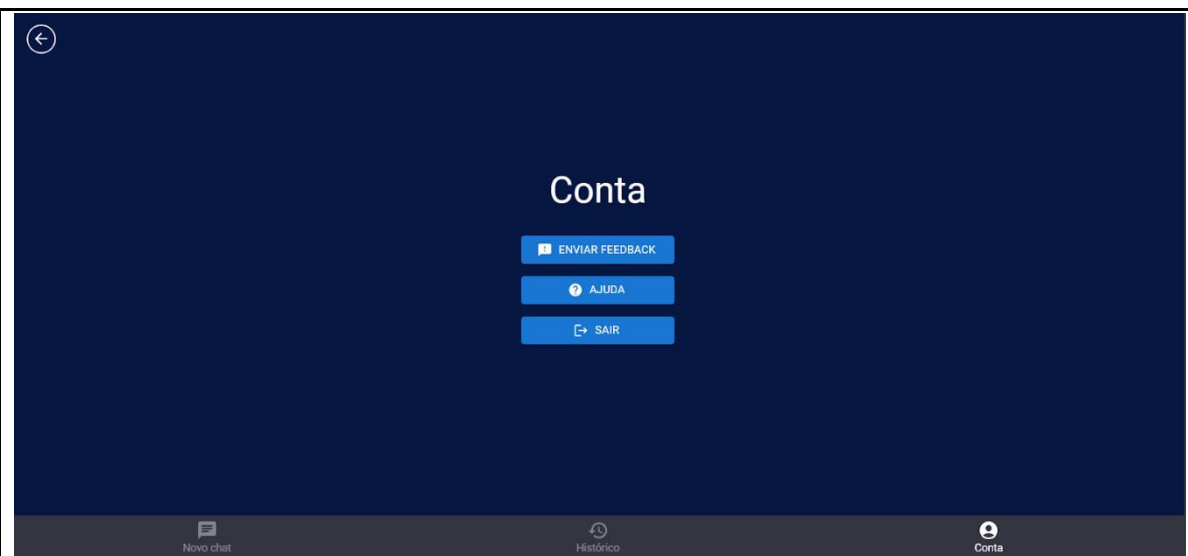 Conta
ENVIAR FEEDBACK
AJUDA
SAIR
Novo chat
Histórico
Conta